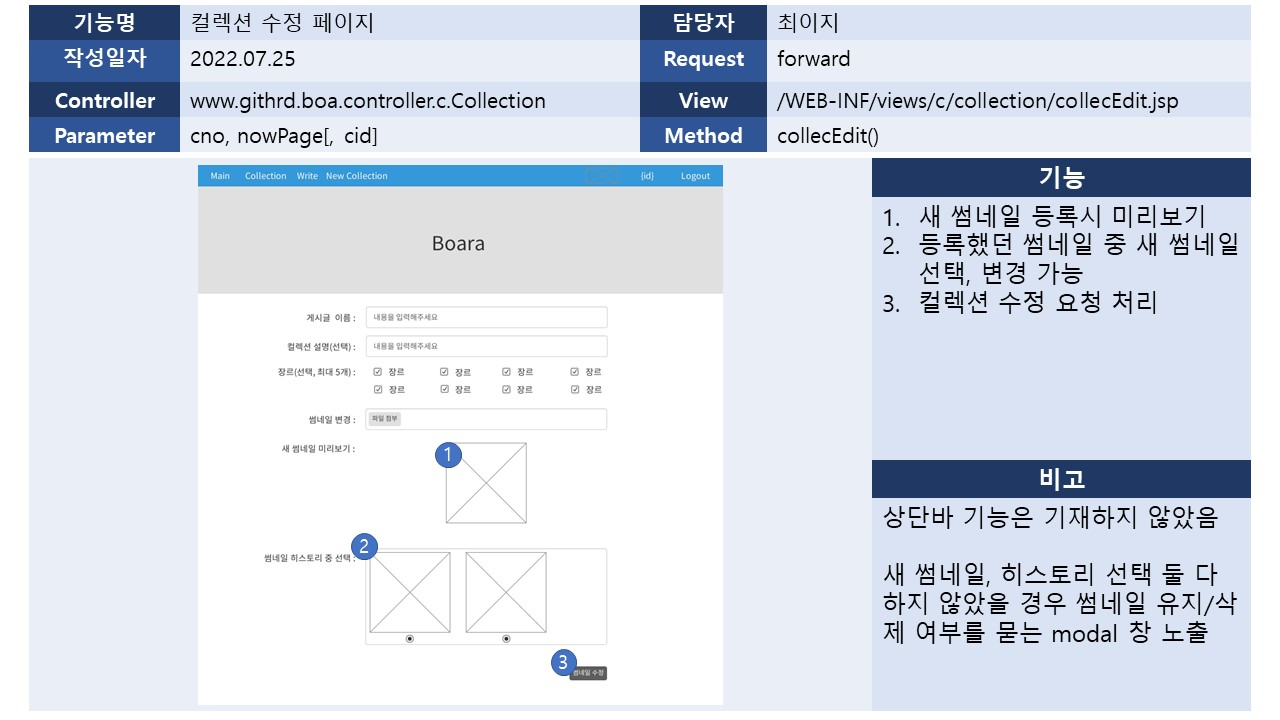 기능명 컬렉션 수정 페이지 담당자 최이지
작성일자 2022.07.25 Request forward
Controller www.githrd.boa.controller.c.Collection View /WEB-INF/views/c/collection/collecEdit.jsp
Parameter cno, nowPage[, cid] Method collecEdit()
Main Collection Write New Collection {id} Logout
Boara
게시글 이름 : 내용을 입력해주세요
컬렉션 설명(선택) : 내용을 입력해주세요
장르(선택, 최대 5개) : 장르 장르 장르 장르
장르 장르 장르 장르
썸네일 변경 : 파일 첨부
새 썸네일 미리보기 :
1
2
썸네일 히스토리 중 선택 :
3
썸네일 수정
기능
1. 새 썸네일 등록시 미리보기
2. 등록했던 썸네일 중 새 썸네일
선택, 변경 가능
3. 컬렉션 수정 요청 처리
비고
상단바 기능은 기재하지 않았음
새 썸네일, 히스토리 선택 둘 다
하지 않았을 경우 썸네일 유지/삭
제 여부를 묻는 modal 창 노출